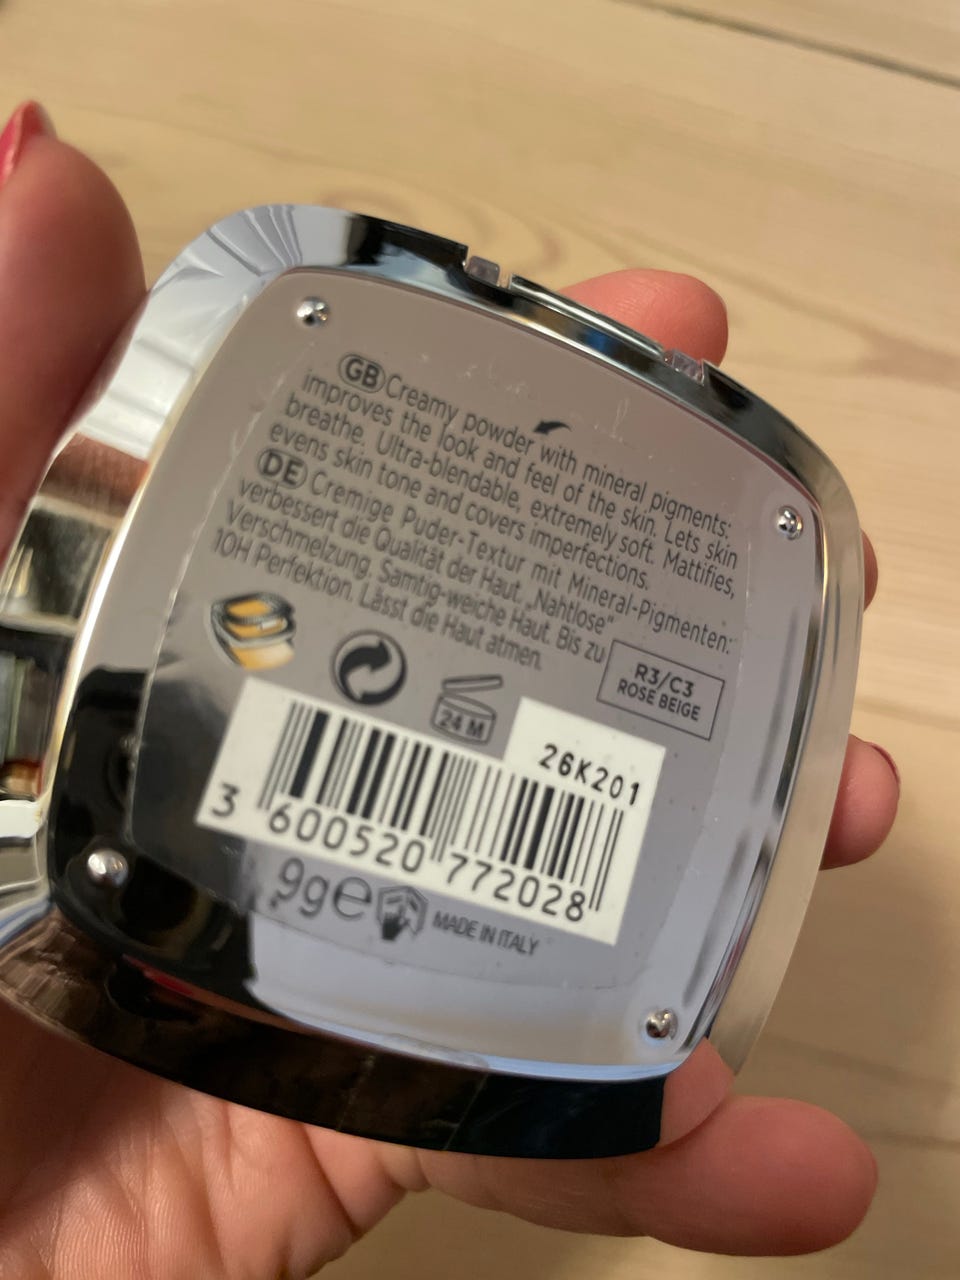 GB Creamy powder with mineral pigments:
improves the look and feel of the skin. Lets skin
breathe. Ultra-blendable, extremely soft. Mattifies,
evens skin tone and covers imperfections.
DE Cremige Puder-Textur mit Mineral-Pigmenten:
verbessert die Qualität der Haut. „Nahtlose"
Verschmelzung. Samtig-weiche Haut. Bis zu
10H Perfektion. Lässt die Haut atmen.
R3/C3
ROSE BEIGE
24 M
26K201
3 600520 772028
9g e MADE IN ITALY